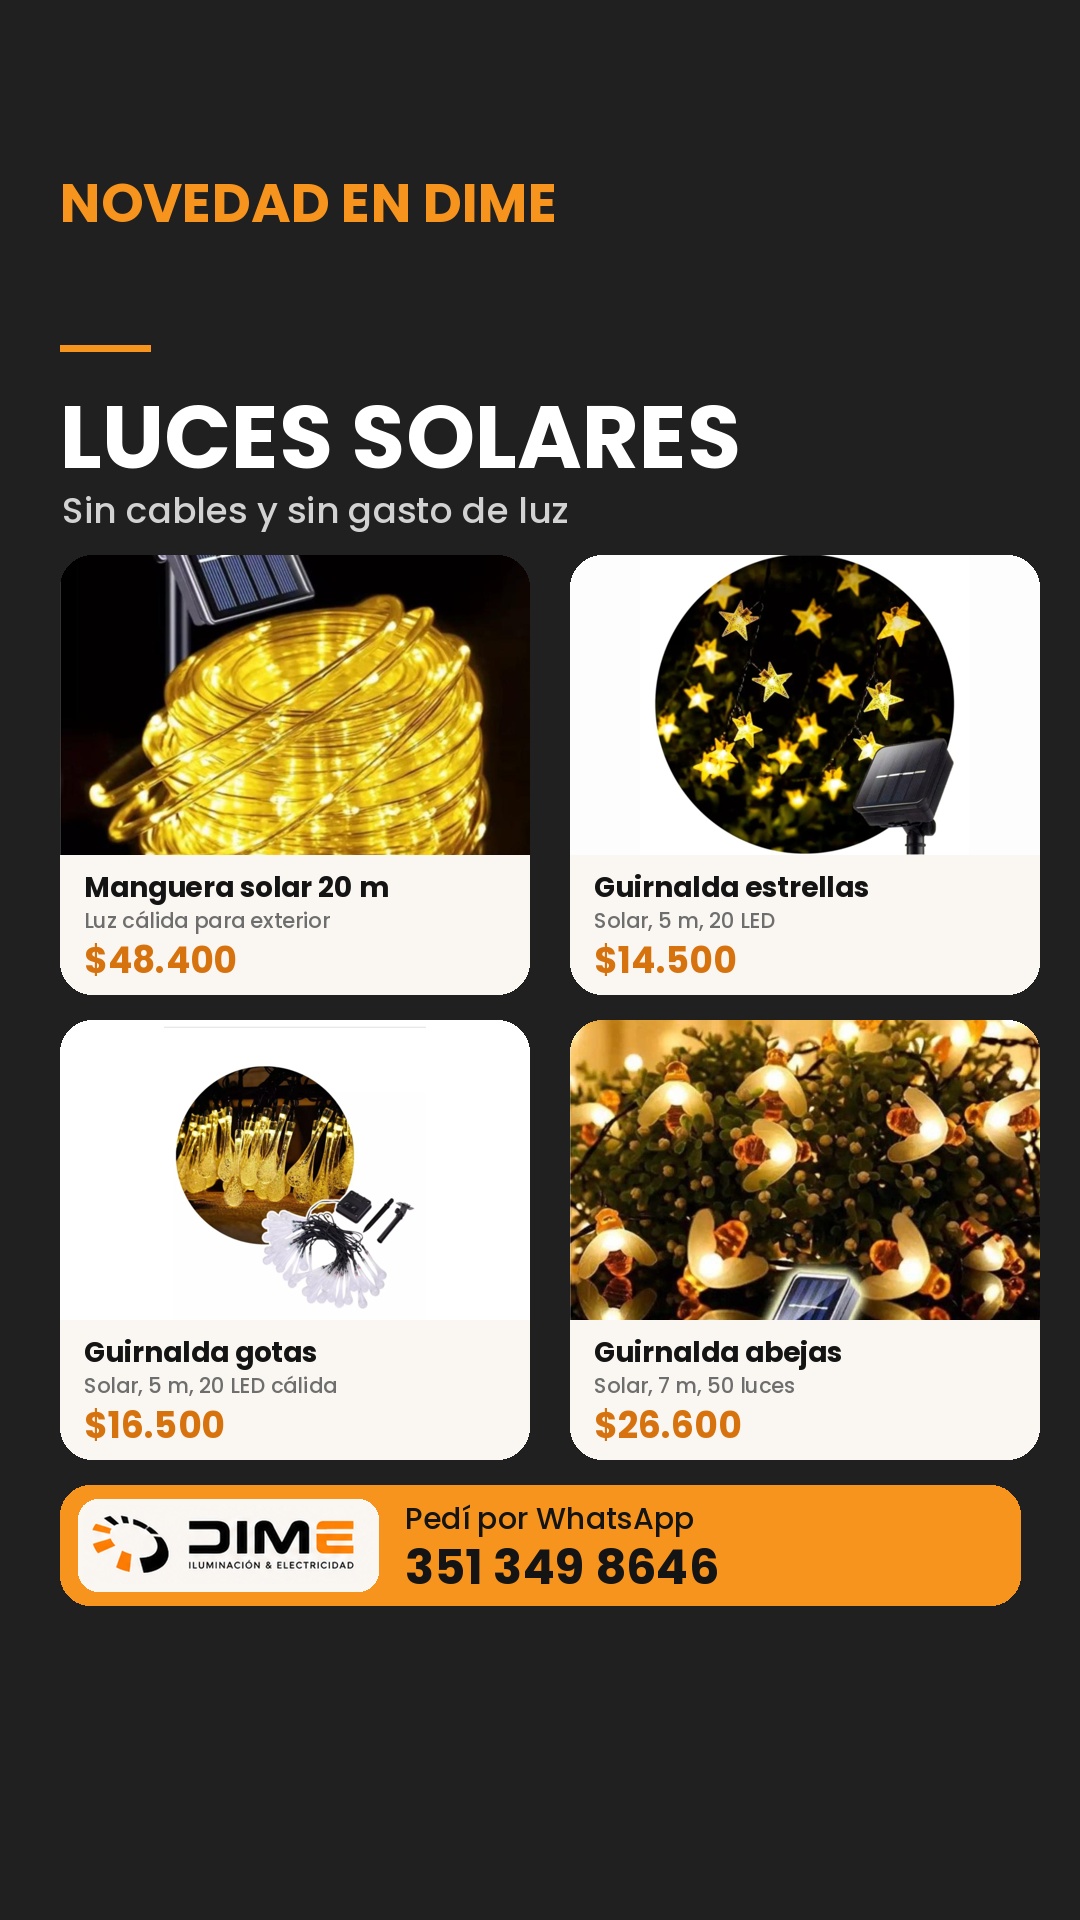 NOVEDAD EN DIME
LUCES SOLARES
Sin cables y sin gasto de luz
Manguera solar 20 m
Luz cálida para exterior
$48.400
Guirnalda estrellas
Solar, 5 m, 20 LED
$14.500
Guirnalda gotas
Solar, 5 m, 20 LED cálida
$16.500
Guirnalda abejas
Solar, 7 m, 50 luces
$26.600
DIME
ILUMINACIÓN & ELECTRICIDAD
Pedí por WhatsApp
351 349 8646